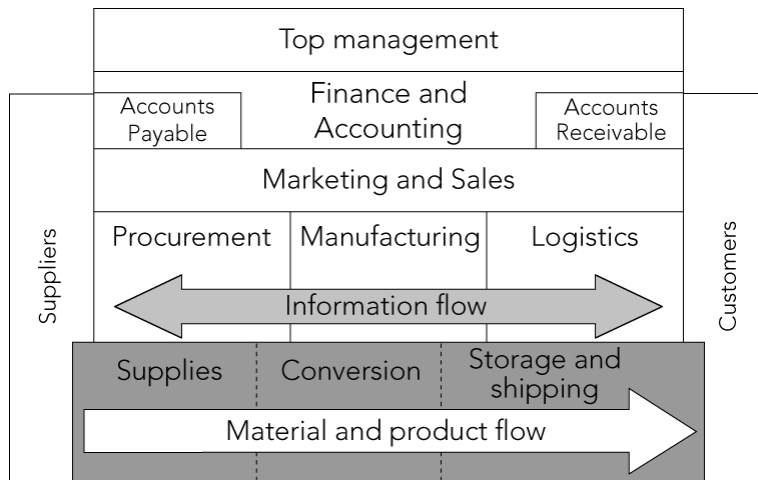 Top management
Finance and
Accounting
Accounts
Payable
Accounts
Receivable
Marketing and Sales
Procurement
Manufacturing
Logistics
Suppliers
Customers
Information flow
Supplies
Conversion
Storage and
shipping
Material and product flow